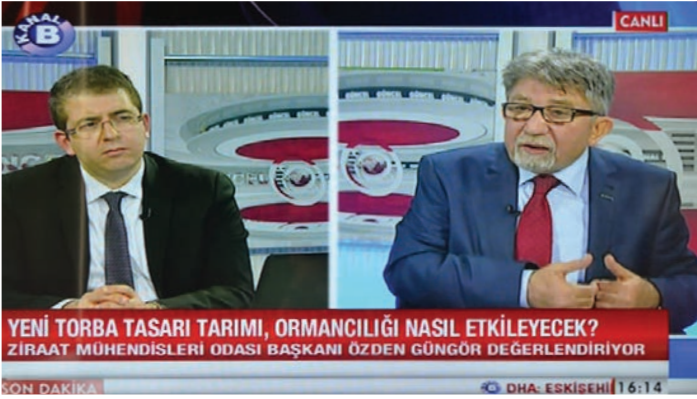 KANAL B
CANLI
YENİ TORBA TASARI TARIMI, ORMANCILIĞI NASIL ETKİLEYECEK?
ZİRAAT MÜHENDİSLERİ ODASI BAŞKANI ÖZDEN GÜNGÖR DEĞERLENDİRİYOR
SON DAKİKA
B DHA: ESKİŞEHİ 16:14